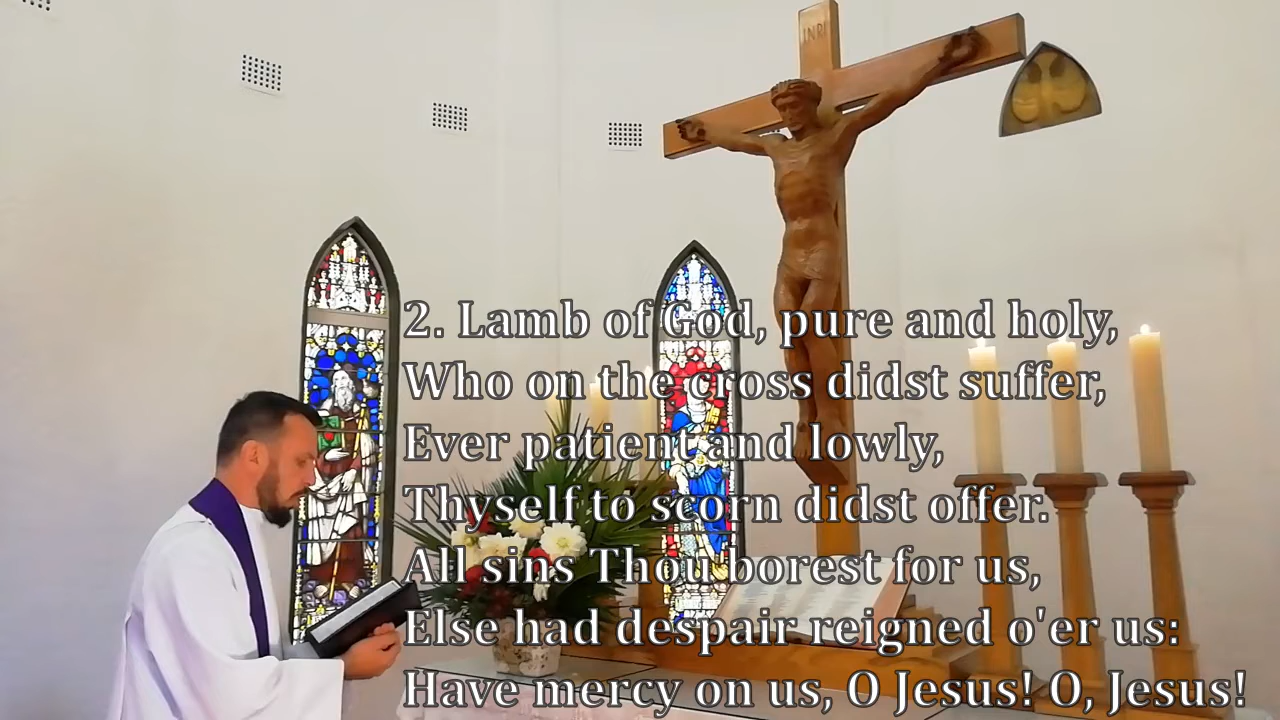 INRI
2. Lamb of God, pure and holy,
Who on the cross didst suffer,
Ever patient and lowly,
Thyself to scorn didst offer.
All sins Thou borest for us,
Else had despair reigned o'er us:
Have mercy on us, O Jesus! O, Jesus!